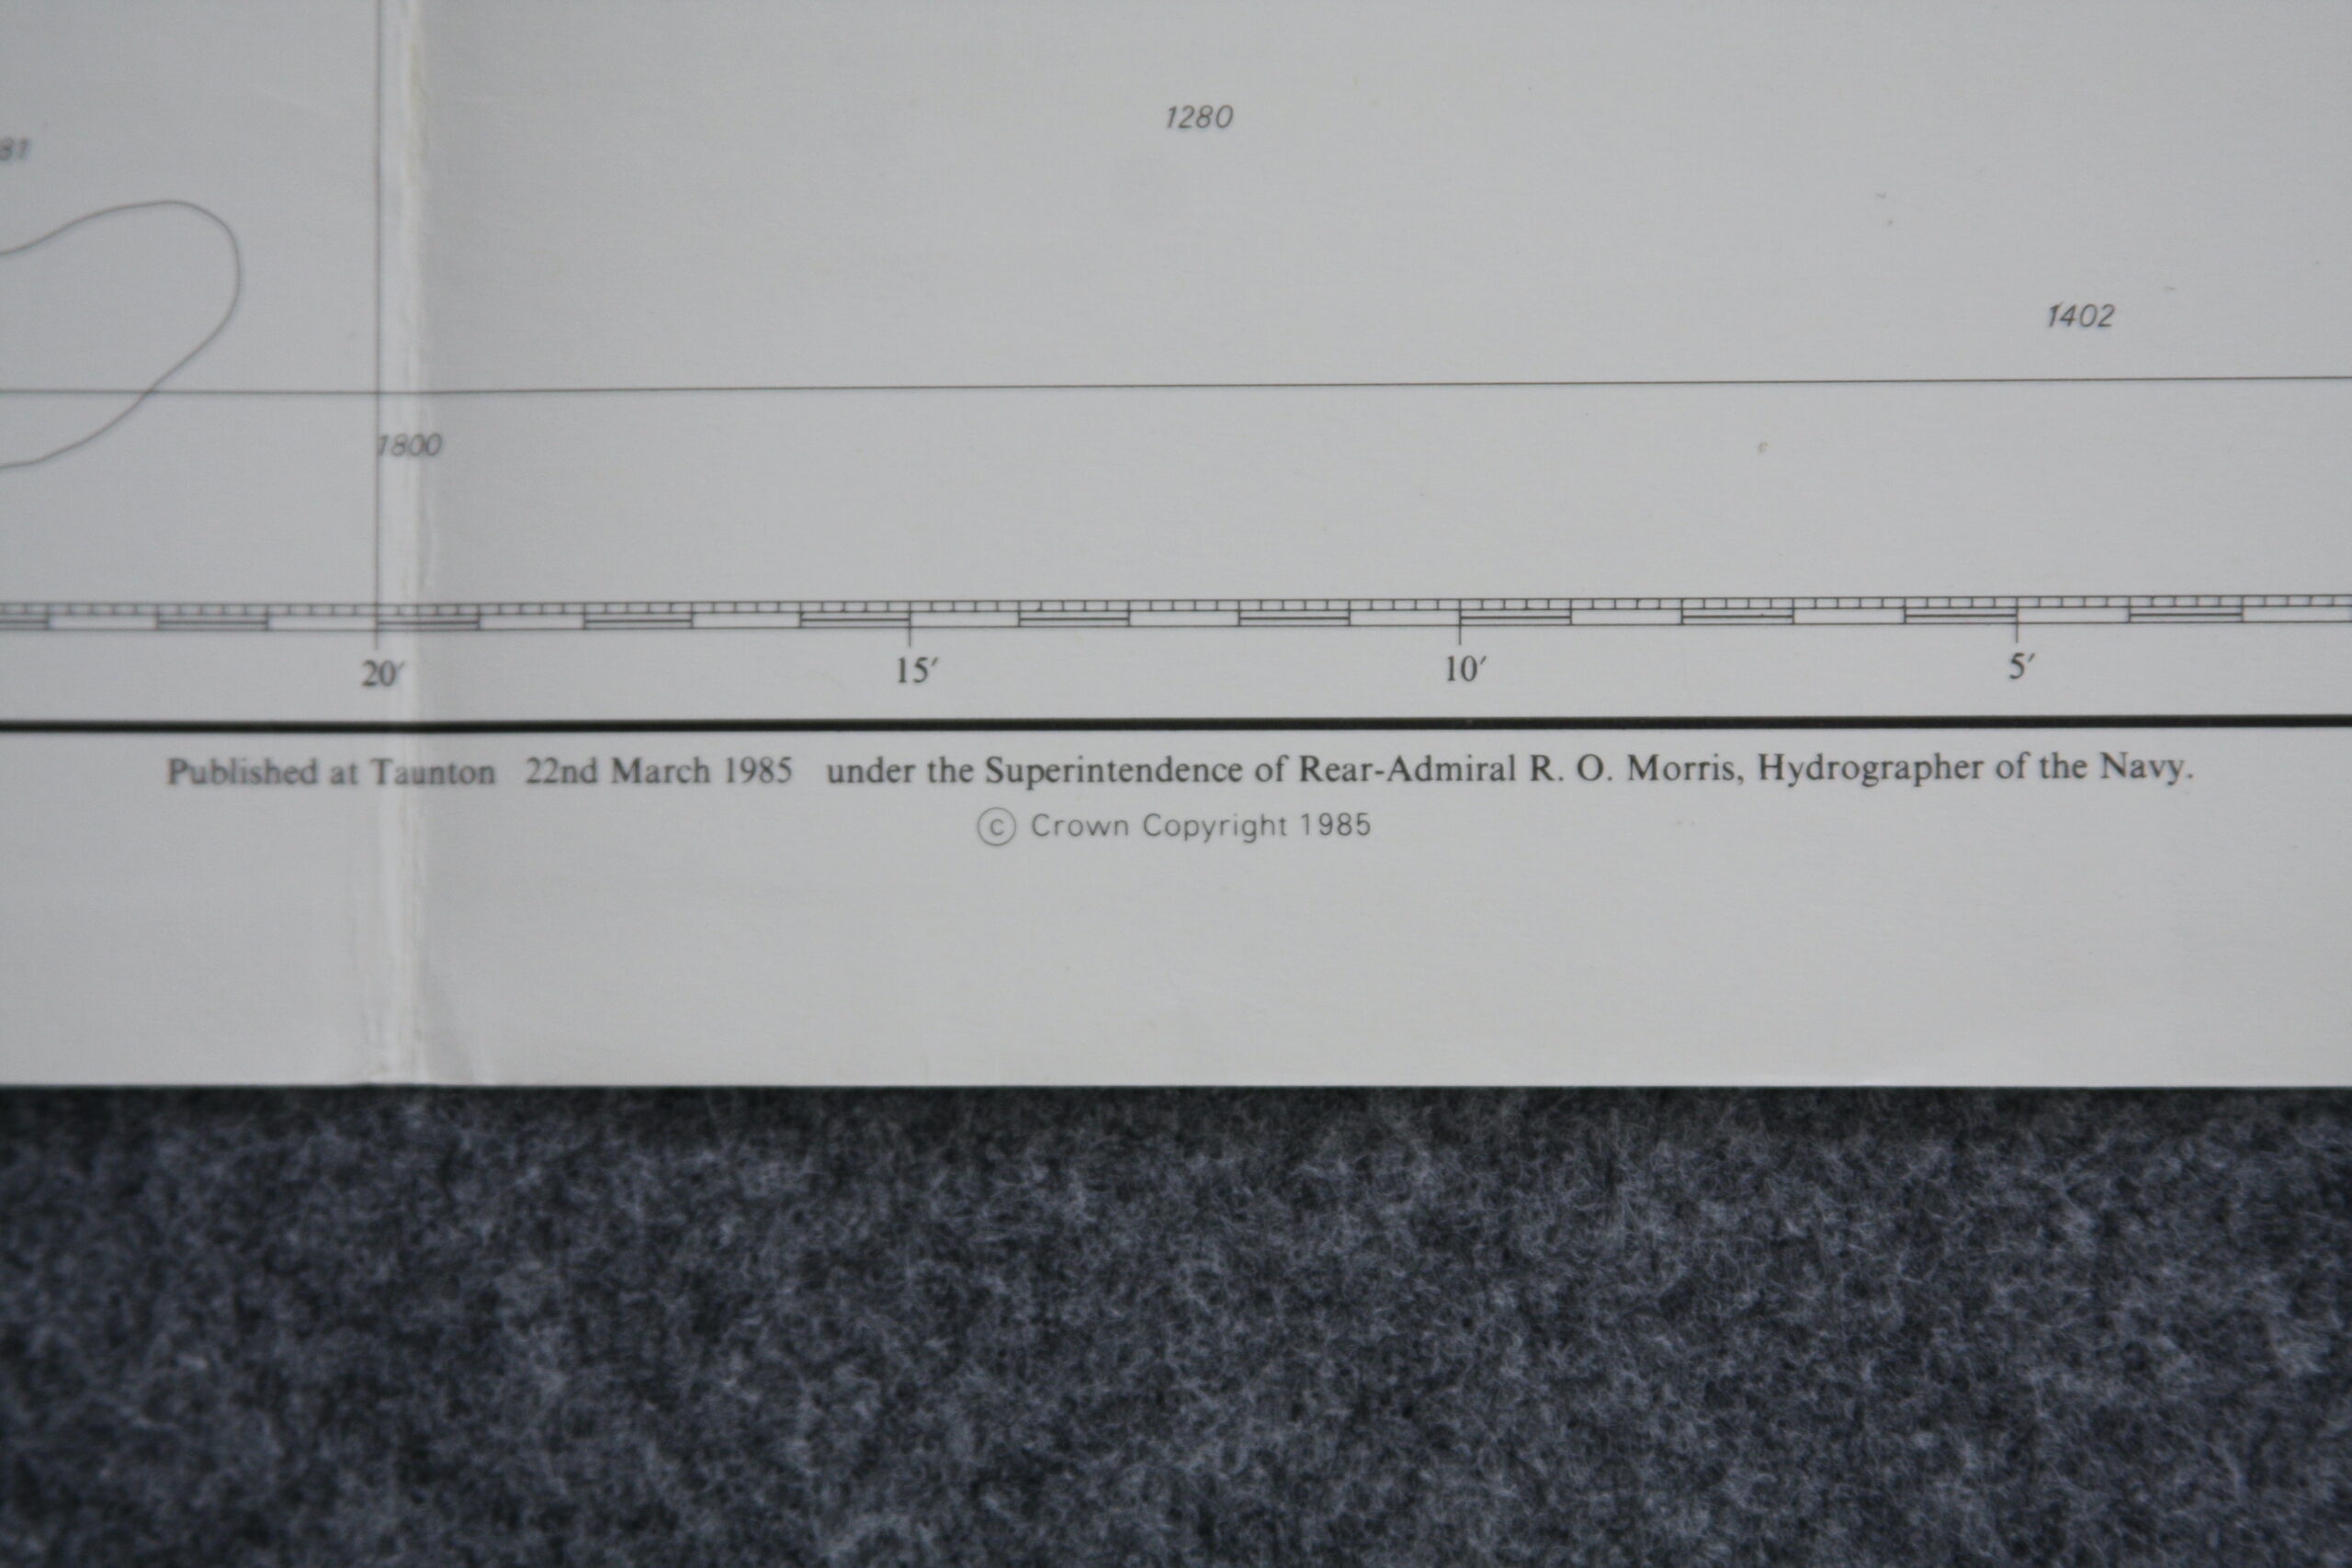 1280
81
1402
1800
20′ 15′ 10′ 5′
Published at Taunton 22nd March 1985 under the Superintendence of Rear-Admiral R. O. Morris, Hydrographer of the Navy.
© Crown Copyright 1985